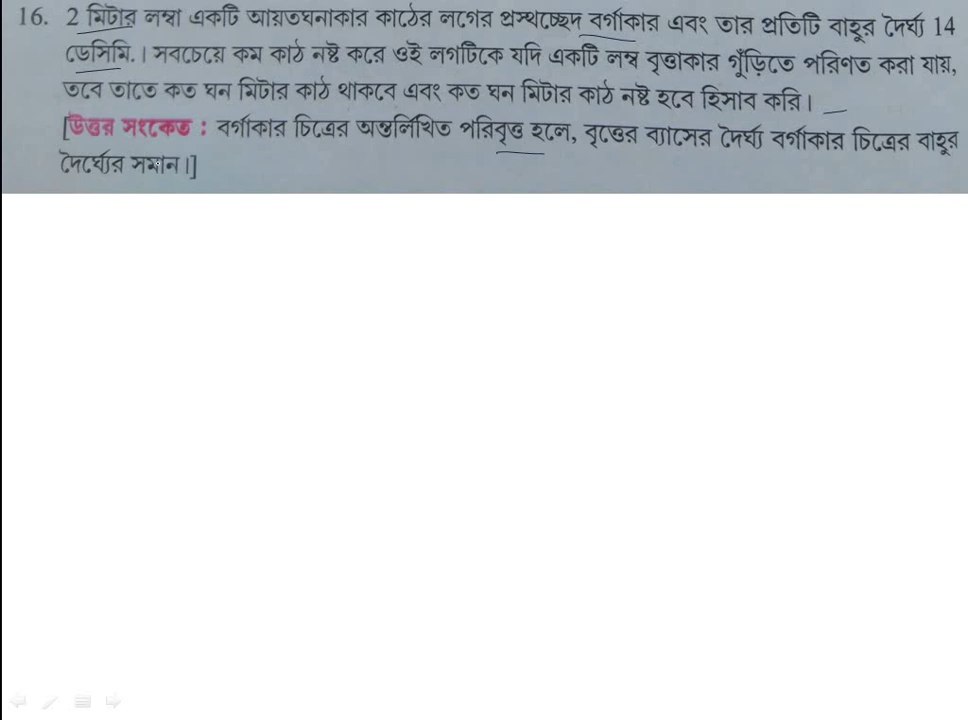 16. 2 মিটার লম্বা একটি আয়তঘনাকার কাঠের লগের প্রস্থচ্ছেদ বর্গাকার এবং তার প্রতিটি বাহুর দৈর্ঘ্য 14
ডেসিমি.। সবচেয়ে কম কাঠ নষ্ট করে ওই লগটিকে যদি একটি লম্ব বৃত্তাকার গুঁড়িতে পরিণত করা যায়,
তবে তাতে কত ঘন মিটার কাঠ থাকবে এবং কত ঘন মিটার কাঠ নষ্ট হবে হিসাব করি।
[উত্তর সংকেত : বর্গাকার চিত্রের অন্তর্লিখিত পরিবৃত্ত হলে, বৃত্তের ব্যাসের দৈর্ঘ্য বর্গাকার চিত্রের বাহুর
দৈর্ঘ্যের সমান।]